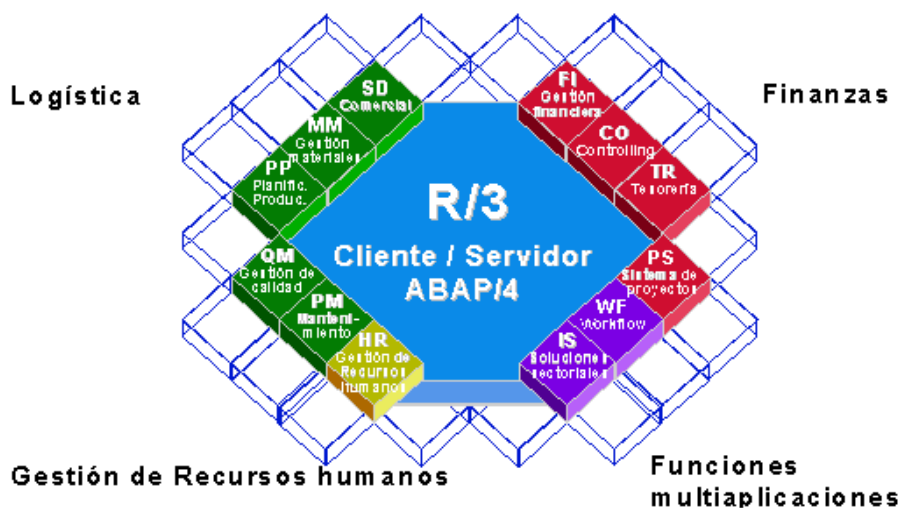 Logística
Finanzas
SD
Comercial
MM
Gestión
materiales
PP
Planific.
Produc.
FI
Gestión
financiera
CO
Controlling
TR
Tesorería
R/3
Cliente / Servidor
ABAP/4
QM
Gestión de
calidad
PM
Manteni-
miento
HR
Gestión de
Recursos
humanos
PS
Sistema de
proyector
WF
Workflow
IS
Soluciones
sectoriales
Gestión de Recursos humanos
Funciones
multiaplicaciones